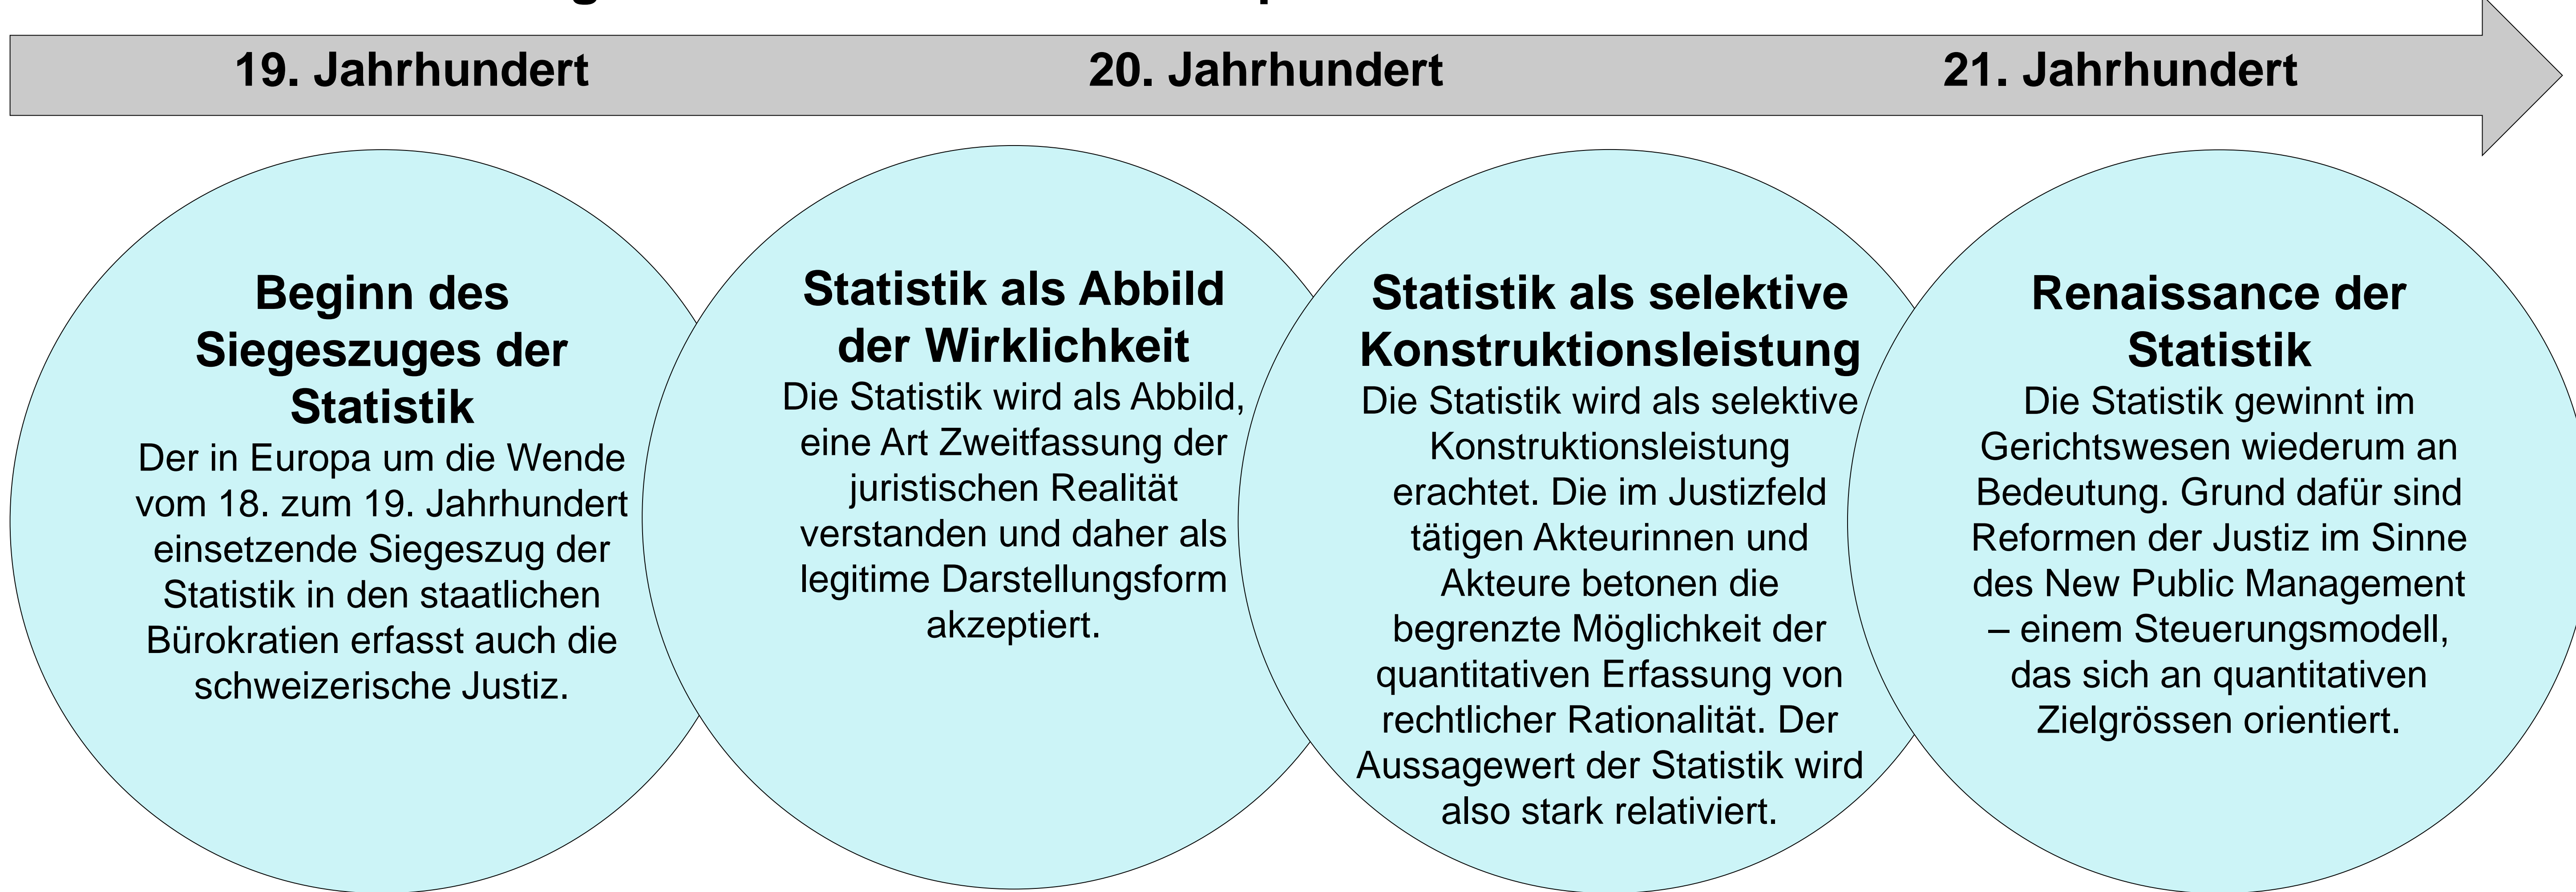 19. Jahrhundert
20. Jahrhundert
21. Jahrhundert
Beginn des
Siegeszuges der
Statistik
Der in Europa um die Wende
vom 18. zum 19. Jahrhundert
einsetzende Siegeszug der
Statistik in den staatlichen
Bürokratien erfasst auch die
schweizerische Justiz.
Statistik als Abbild
der Wirklichkeit
Die Statistik wird als Abbild,
eine Art Zweitfassung der
juristischen Realität
verstanden und daher als
legitime Darstellungsform
akzeptiert.
Statistik als selektive
Konstruktionsleistung
Die Statistik wird als selektive
Konstruktionsleistung
erachtet. Die im Justizfeld
tätigen Akteurinnen und
Akteure betonen die
begrenzte Möglichkeit der
quantitativen Erfassung von
rechtlicher Rationalität. Der
Aussagewert der Statistik wird
also stark relativiert.
Renaissance der
Statistik
Die Statistik gewinnt im
Gerichtswesen wiederum an
Bedeutung. Grund dafür sind
Reformen der Justiz im Sinne
des New Public Management
– einem Steuerungsmodell,
das sich an quantitativen
Zielgrössen orientiert.